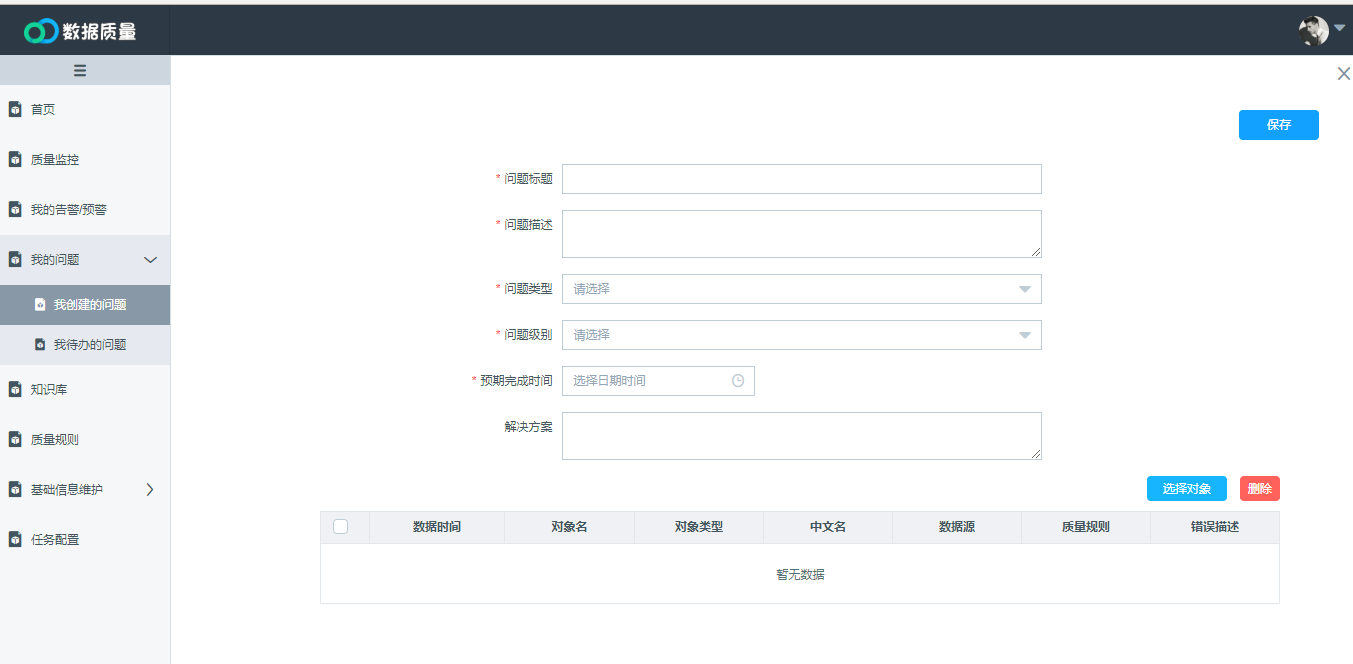 数据质量
首页
质量监控
我的告警/预警
我的问题
我创建的问题
我待办的问题
知识库
质量规则
基础信息维护
任务配置
保存
* 问题标题
* 问题描述
* 问题类型 请选择
* 问题级别 请选择
* 预期完成时间 选择日期时间
解决方案
选择对象 删除
数据时间 对象名 对象类型 中文名 数据源 质量规则 错误描述
暂无数据